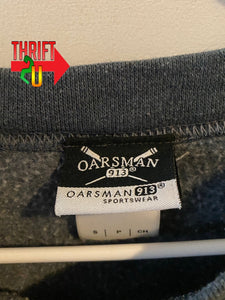 THRIFT
2U
OARSMAN
913®
OARSMAN 913®
SPORTSWEAR
S P CH